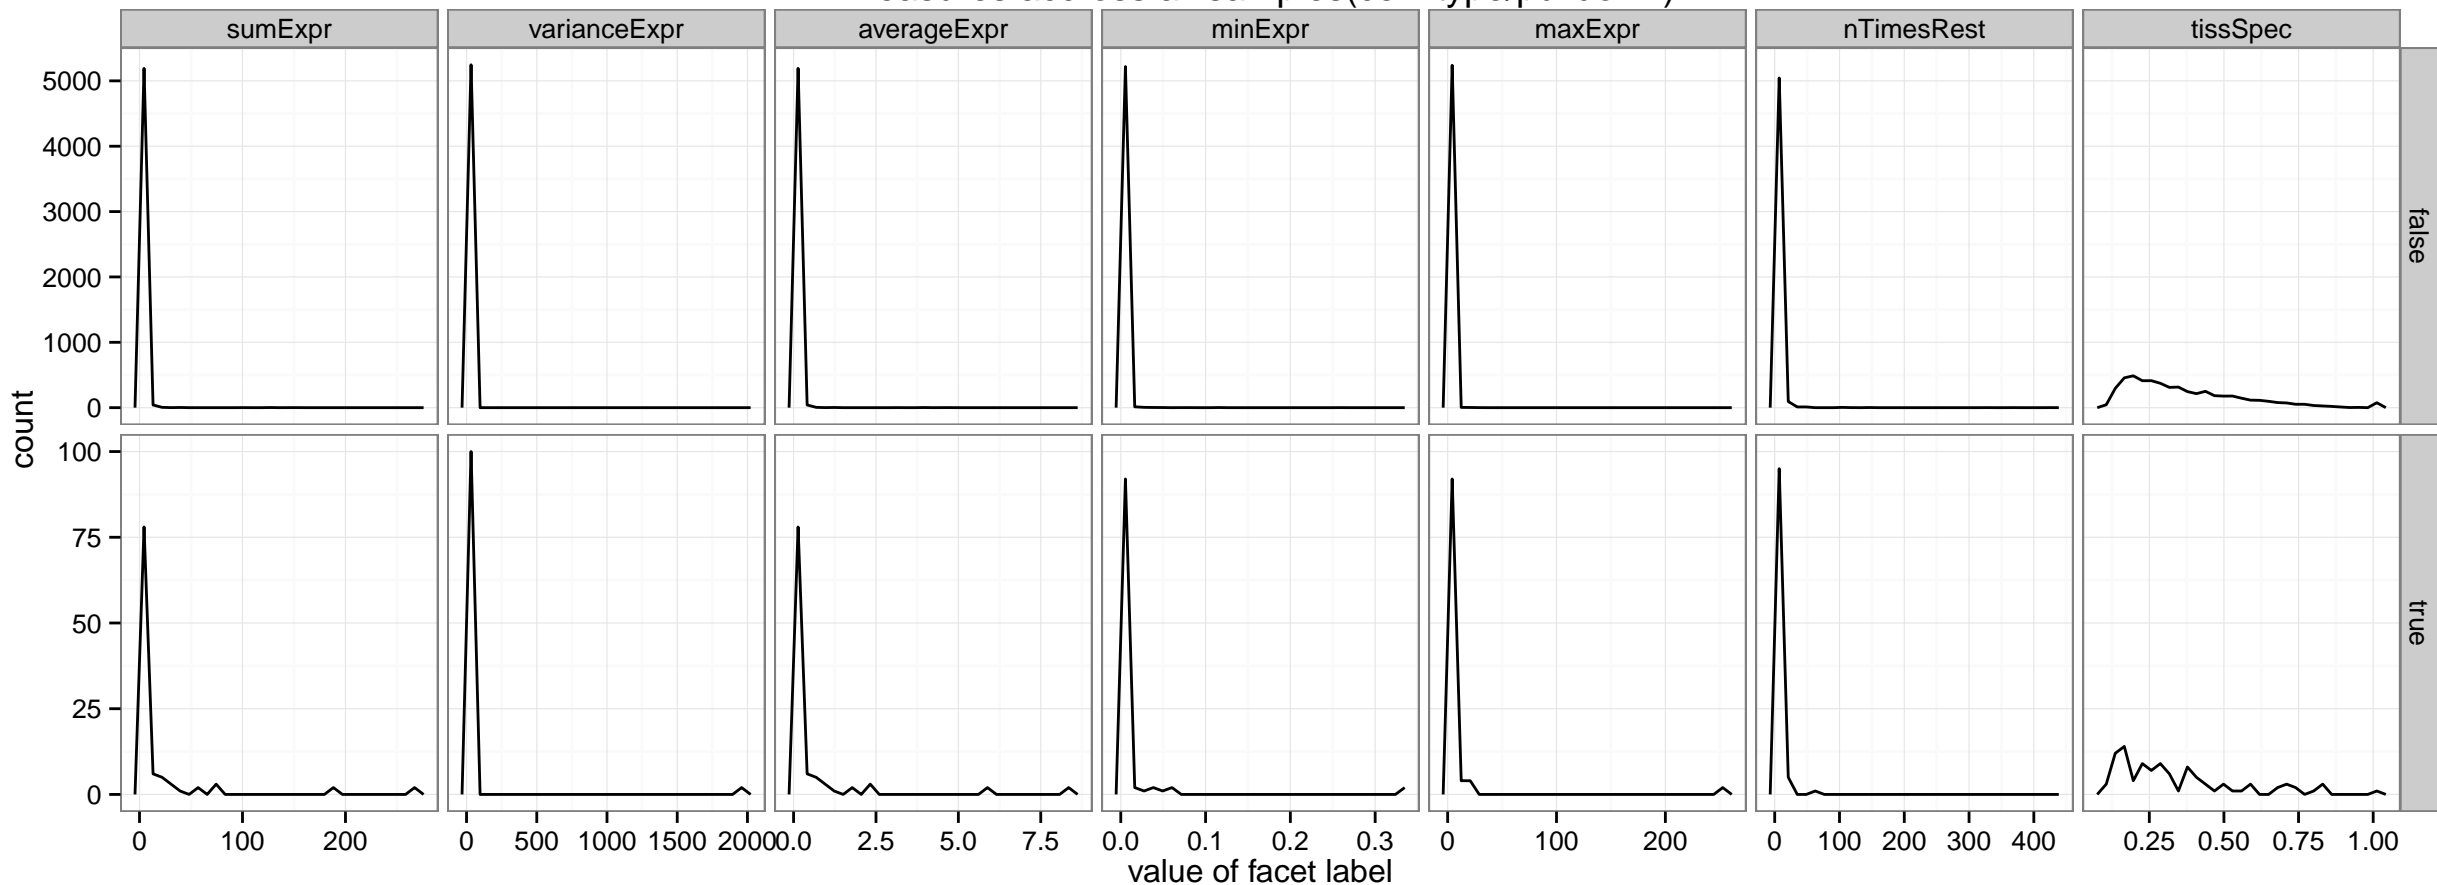 sumExpr varianceExpr averageExpr minExpr maxExpr nTimesRest tissSpec
5000
4000
3000
2000
1000
0
false
count
100
75
50
25
0
true
0 100 200 0 500 1000 1500 2000 0.0 2.5 5.0 7.5 0.0 0.1 0.2 0.3 0 100 200 0 100 200 300 400 0.25 0.50 0.75 1.00
value of facet label